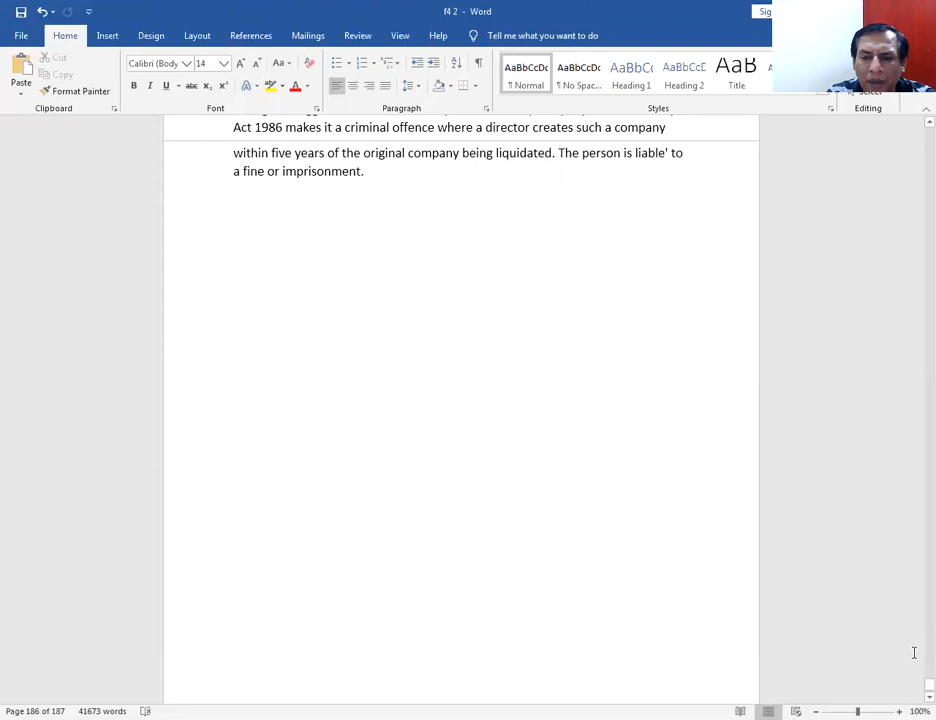 f4 2 - Word
Sig
File Home Insert Design Layout References Mailings Review View Help Tell me what you want to do
Paste
Cut
Copy
Format Painter
Clipboard
Calibri (Body 14
Font
Paragraph
AaBbCcDc AaBbCcDc AaBbCc AaBbCcD AaB
¶ Normal ¶ No Spac... Heading 1 Heading 2 Title
Styles
Editing
Act 1986 makes it a criminal offence where a director creates such a company
within five years of the original company being liquidated. The person is liable' to
a fine or imprisonment.
Page 186 of 187 41673 words
100%